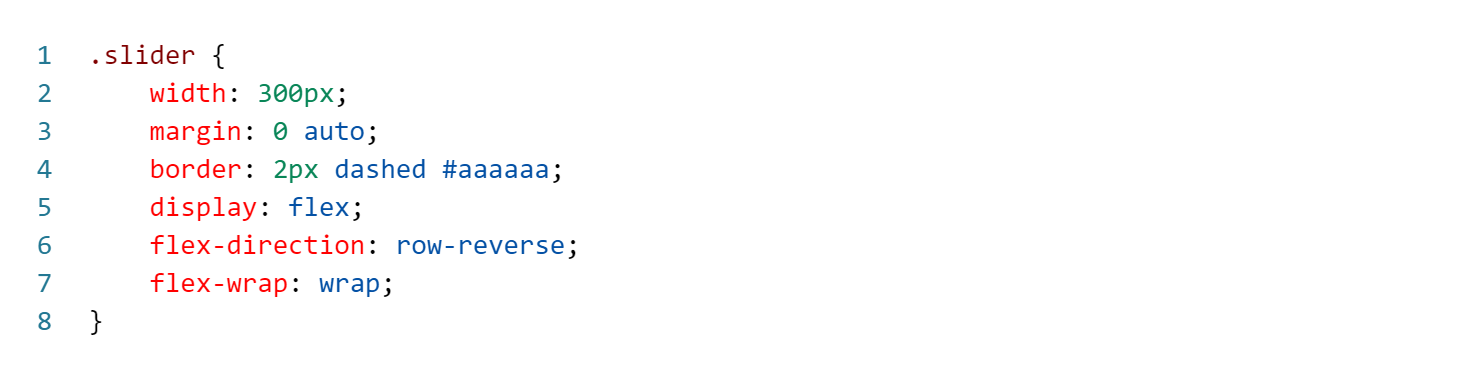 1 .slider {
2     width: 300px;
3     margin: 0 auto;
4     border: 2px dashed #aaaaaa;
5     display: flex;
6     flex-direction: row-reverse;
7     flex-wrap: wrap;
8 }